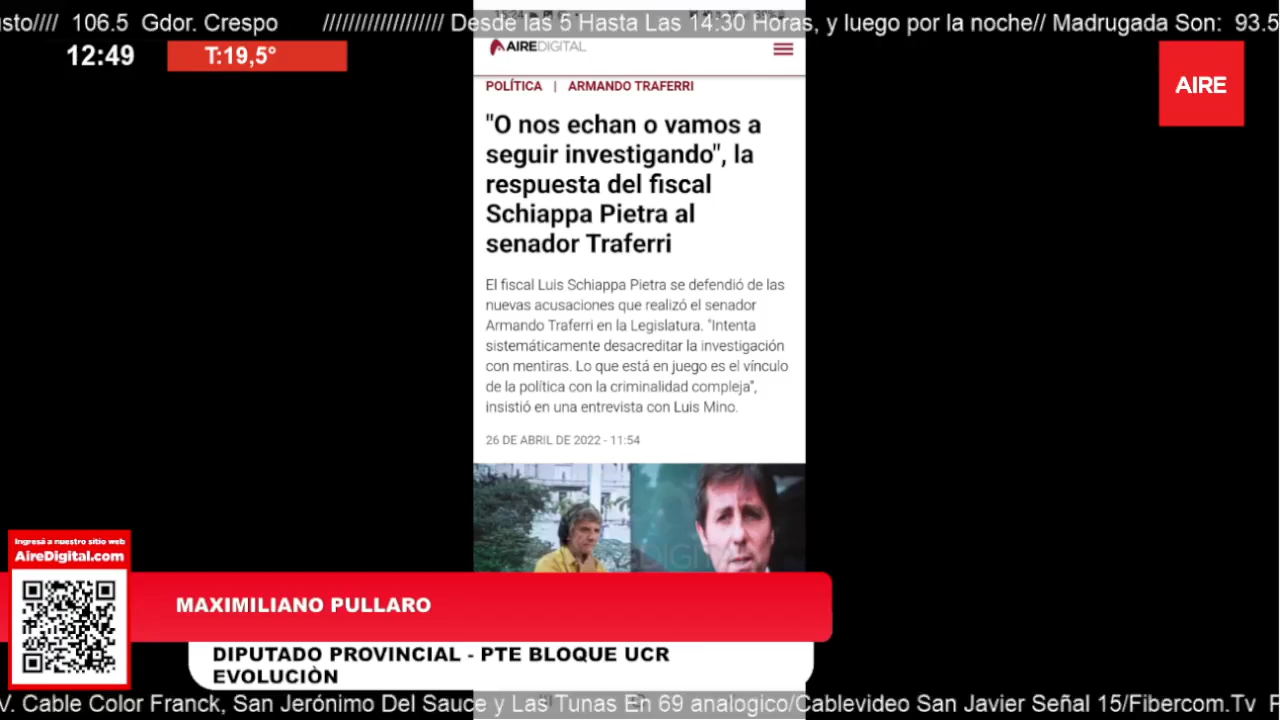 usto////  106.5  Gdor. Crespo  ////////////////// Desde las 5 Hasta Las 14:30 Horas, y luego por la noche// Madrugada Son:  93.5
12:49
T:19,5°
AIREDIGITAL
AIRE
POLÍTICA | ARMANDO TRAFERRI
"O nos echan o vamos a
seguir investigando", la
respuesta del fiscal
Schiappa Pietra al
senador Traferri
El fiscal Luis Schiappa Pietra se defendió de las
nuevas acusaciones que realizó el senador
Armando Traferri en la Legislatura. "Intenta
sistemáticamente desacreditar la investigación
con mentiras. Lo que está en juego es el vínculo
de la política con la criminalidad compleja",
insistió en una entrevista con Luis Mino.
26 DE ABRIL DE 2022 - 11:54
Ingresá a nuestro sitio web
AireDigital.com
MAXIMILIANO PULLARO
DIPUTADO PROVINCIAL - PTE BLOQUE UCR
EVOLUCIÒN
V. Cable Color Franck, San Jerónimo Del Sauce y Las Tunas En 69 analogico/Cablevideo San Javier Señal 15/Fibercom.Tv